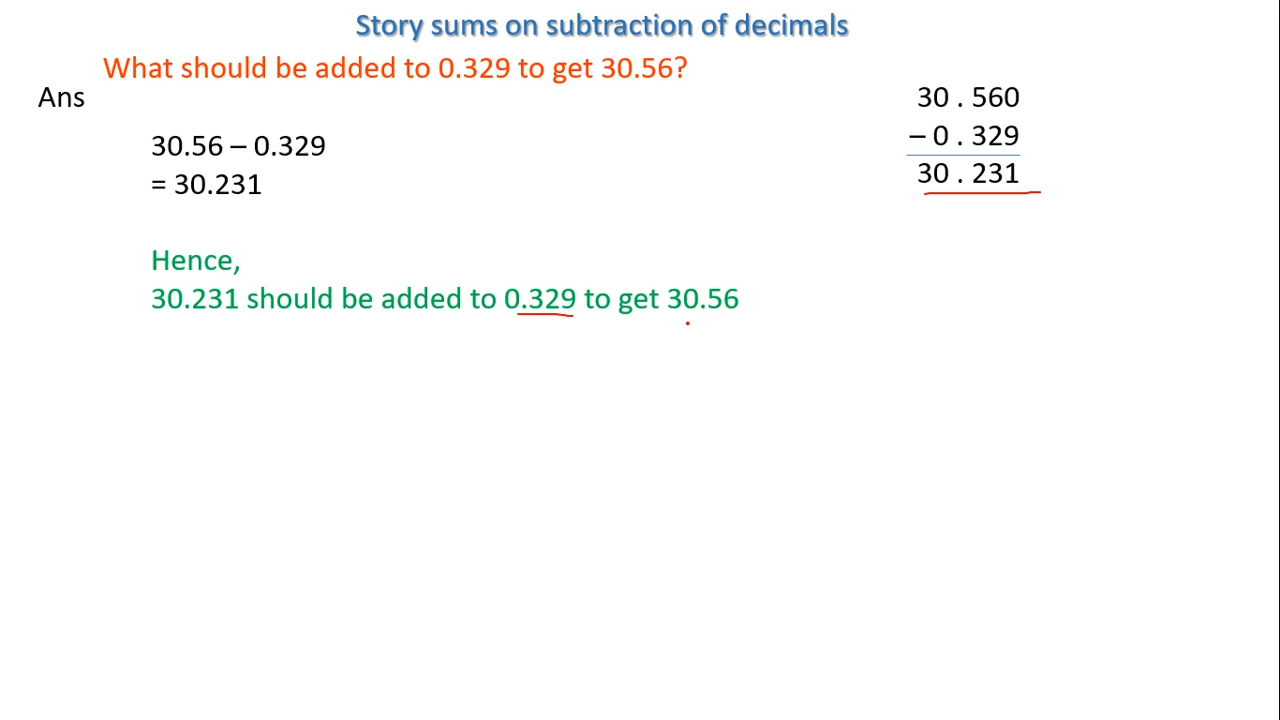 Story sums on subtraction of decimals
What should be added to 0.329 to get 30.56?
Ans
30.56 – 0.329
= 30.231
30 . 560
– 0 . 329
30 . 231
Hence,
30.231 should be added to 0.329 to get 30.56